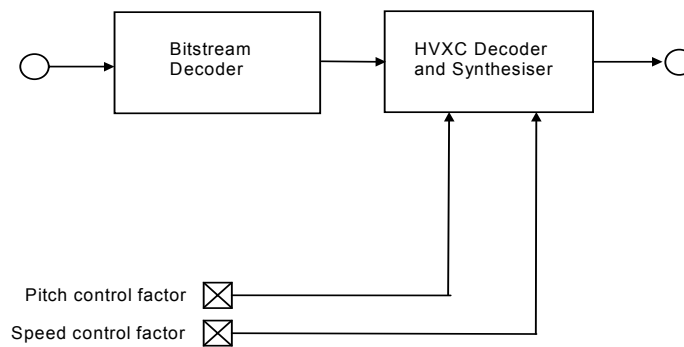 Bitstream
Decoder
HVXC Decoder
and Synthesiser
Pitch control factor
Speed control factor